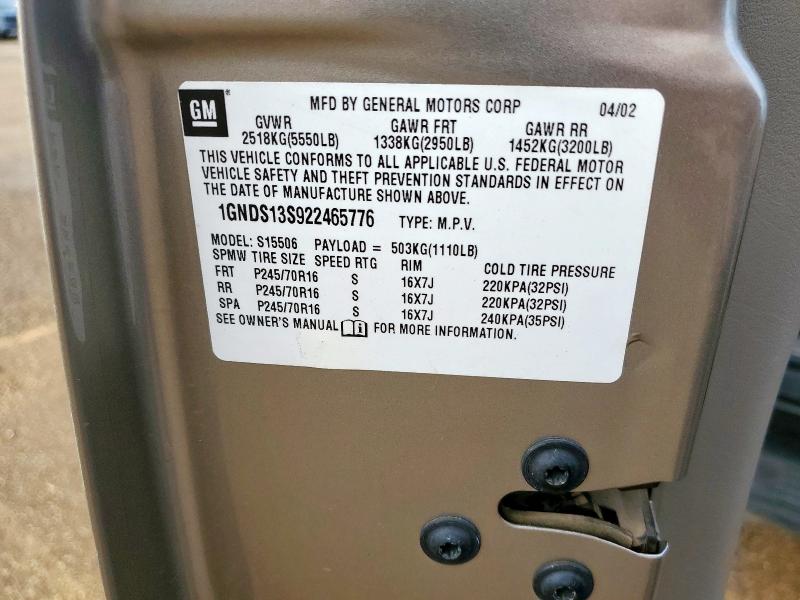 GM ® MFD BY GENERAL MOTORS CORP 04/02
GVWR GAWR FRT GAWR RR
2518KG(5550LB) 1338KG(2950LB) 1452KG(3200LB)
THIS VEHICLE CONFORMS TO ALL APPLICABLE U.S. FEDERAL MOTOR
VEHICLE SAFETY AND THEFT PREVENTION STANDARDS IN EFFECT ON
THE DATE OF MANUFACTURE SHOWN ABOVE.
1GNDS13S922465776 TYPE: M.P.V.
MODEL: S15506 PAYLOAD = 503KG(1110LB)
SPMW TIRE SIZE SPEED RTG RIM COLD TIRE PRESSURE
FRT P245/70R16 S 16X7J 220KPA(32PSI)
RR P245/70R16 S 16X7J 220KPA(32PSI)
SPA P245/70R16 S 16X7J 240KPA(35PSI)
SEE OWNER'S MANUAL FOR MORE INFORMATION.